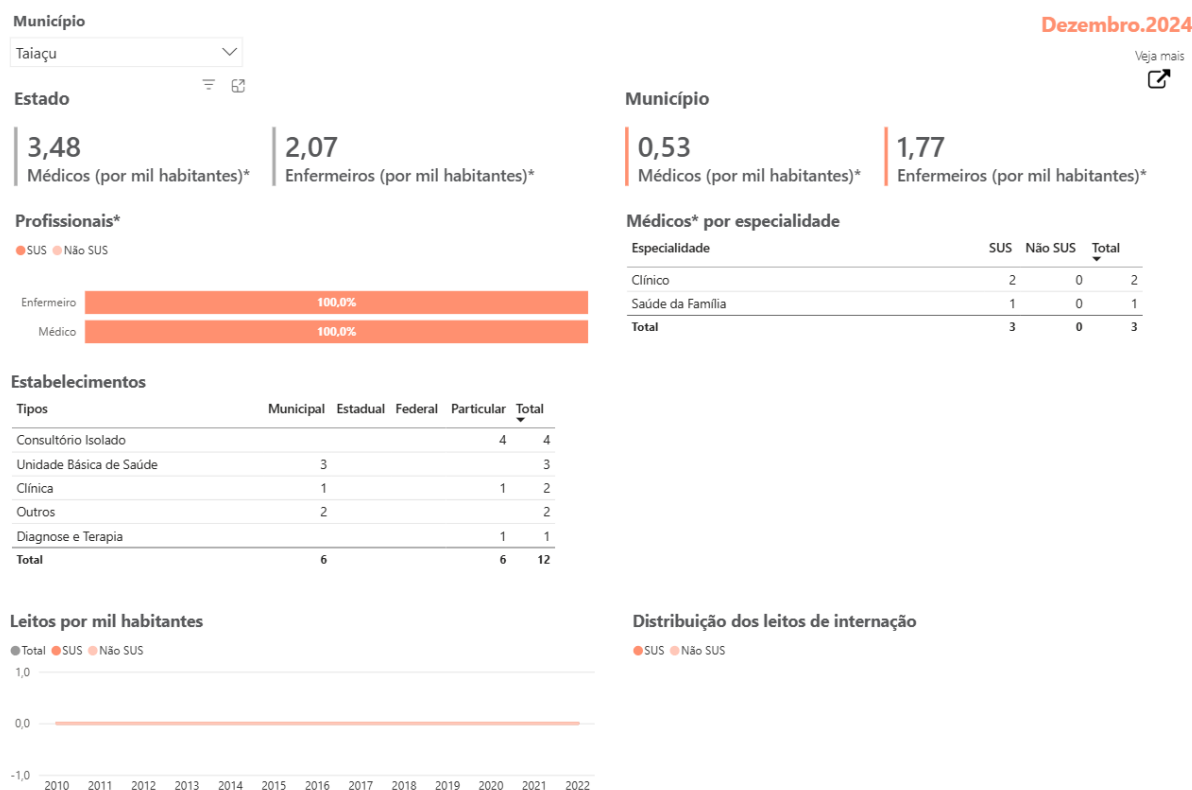 Município
Taiaçu
Dezembro.2024
Veja mais
Estado
3,48
Médicos (por mil habitantes)*
2,07
Enfermeiros (por mil habitantes)*
Município
0,53
Médicos (por mil habitantes)*
1,77
Enfermeiros (por mil habitantes)*
Profissionais*
SUS Não SUS
Enfermeiro 100,0%
Médico 100,0%
Médicos* por especialidade
Especialidade SUS Não SUS Total
Clínico 2 0 2
Saúde da Família 1 0 1
Total 3 0 3
Estabelecimentos
Tipos Municipal Estadual Federal Particular Total
Consultório Isolado 4 4
Unidade Básica de Saúde 3 3
Clínica 1 1 2
Outros 2 2
Diagnose e Terapia 1 1
Total 6 6 12
Leitos por mil habitantes
Total SUS Não SUS
1,0
0,0
-1,0
2010 2011 2012 2013 2014 2015 2016 2017 2018 2019 2020 2021 2022
Distribuição dos leitos de internação
SUS Não SUS